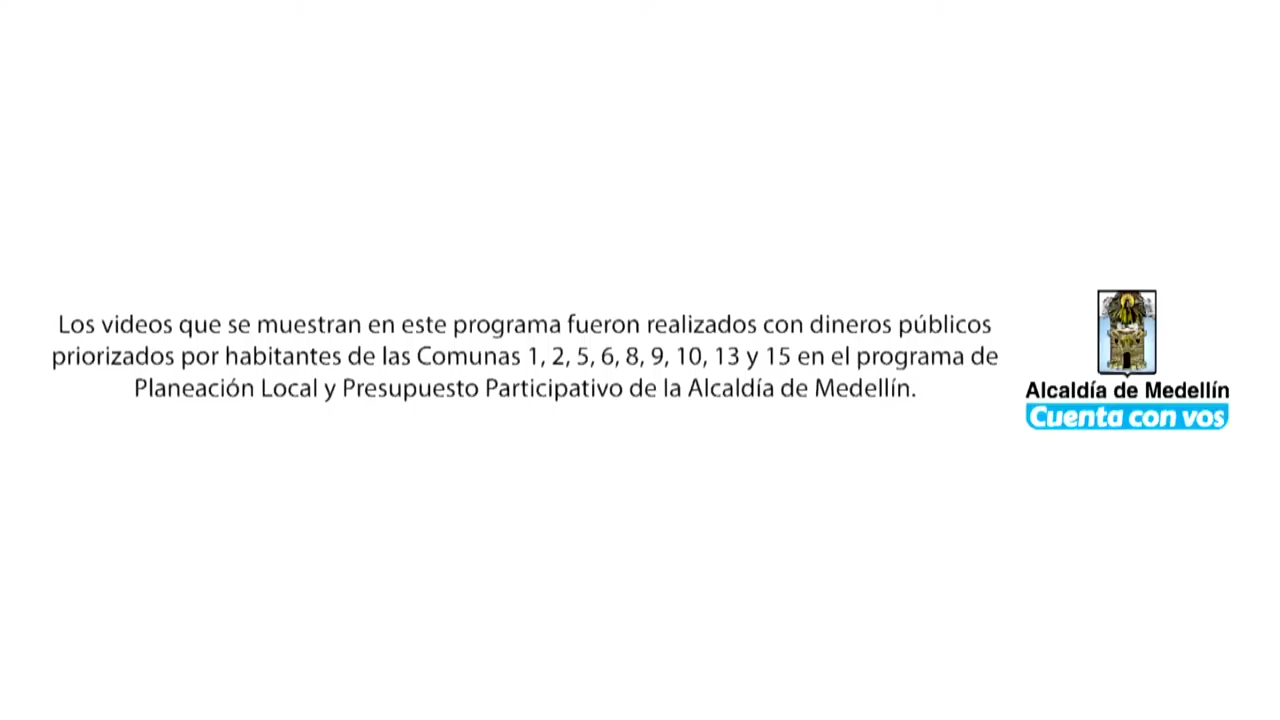 Los videos que se muestran en este programa fueron realizados con dineros públicos
priorizados por habitantes de las Comunas 1, 2, 5, 6, 8, 9, 10, 13 y 15 en el programa de
Planeación Local y Presupuesto Participativo de la Alcaldía de Medellín.
Alcaldía de Medellín
Cuenta con vos